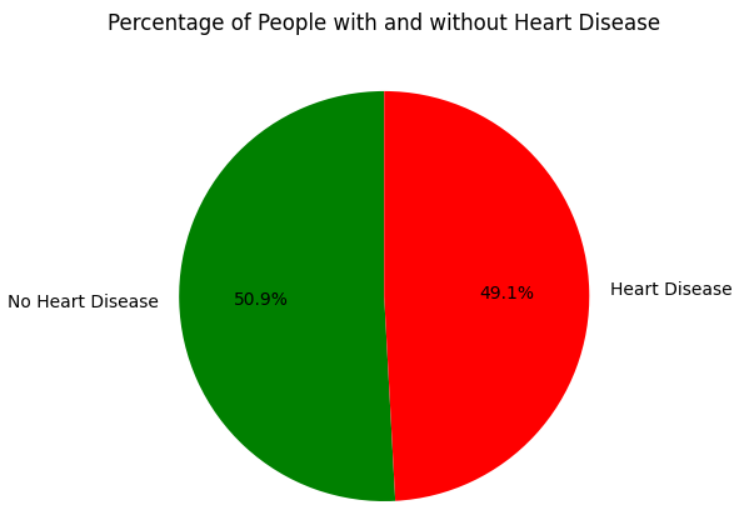 Percentage of People with and without Heart Disease
No Heart Disease
50.9%
49.1%
Heart Disease